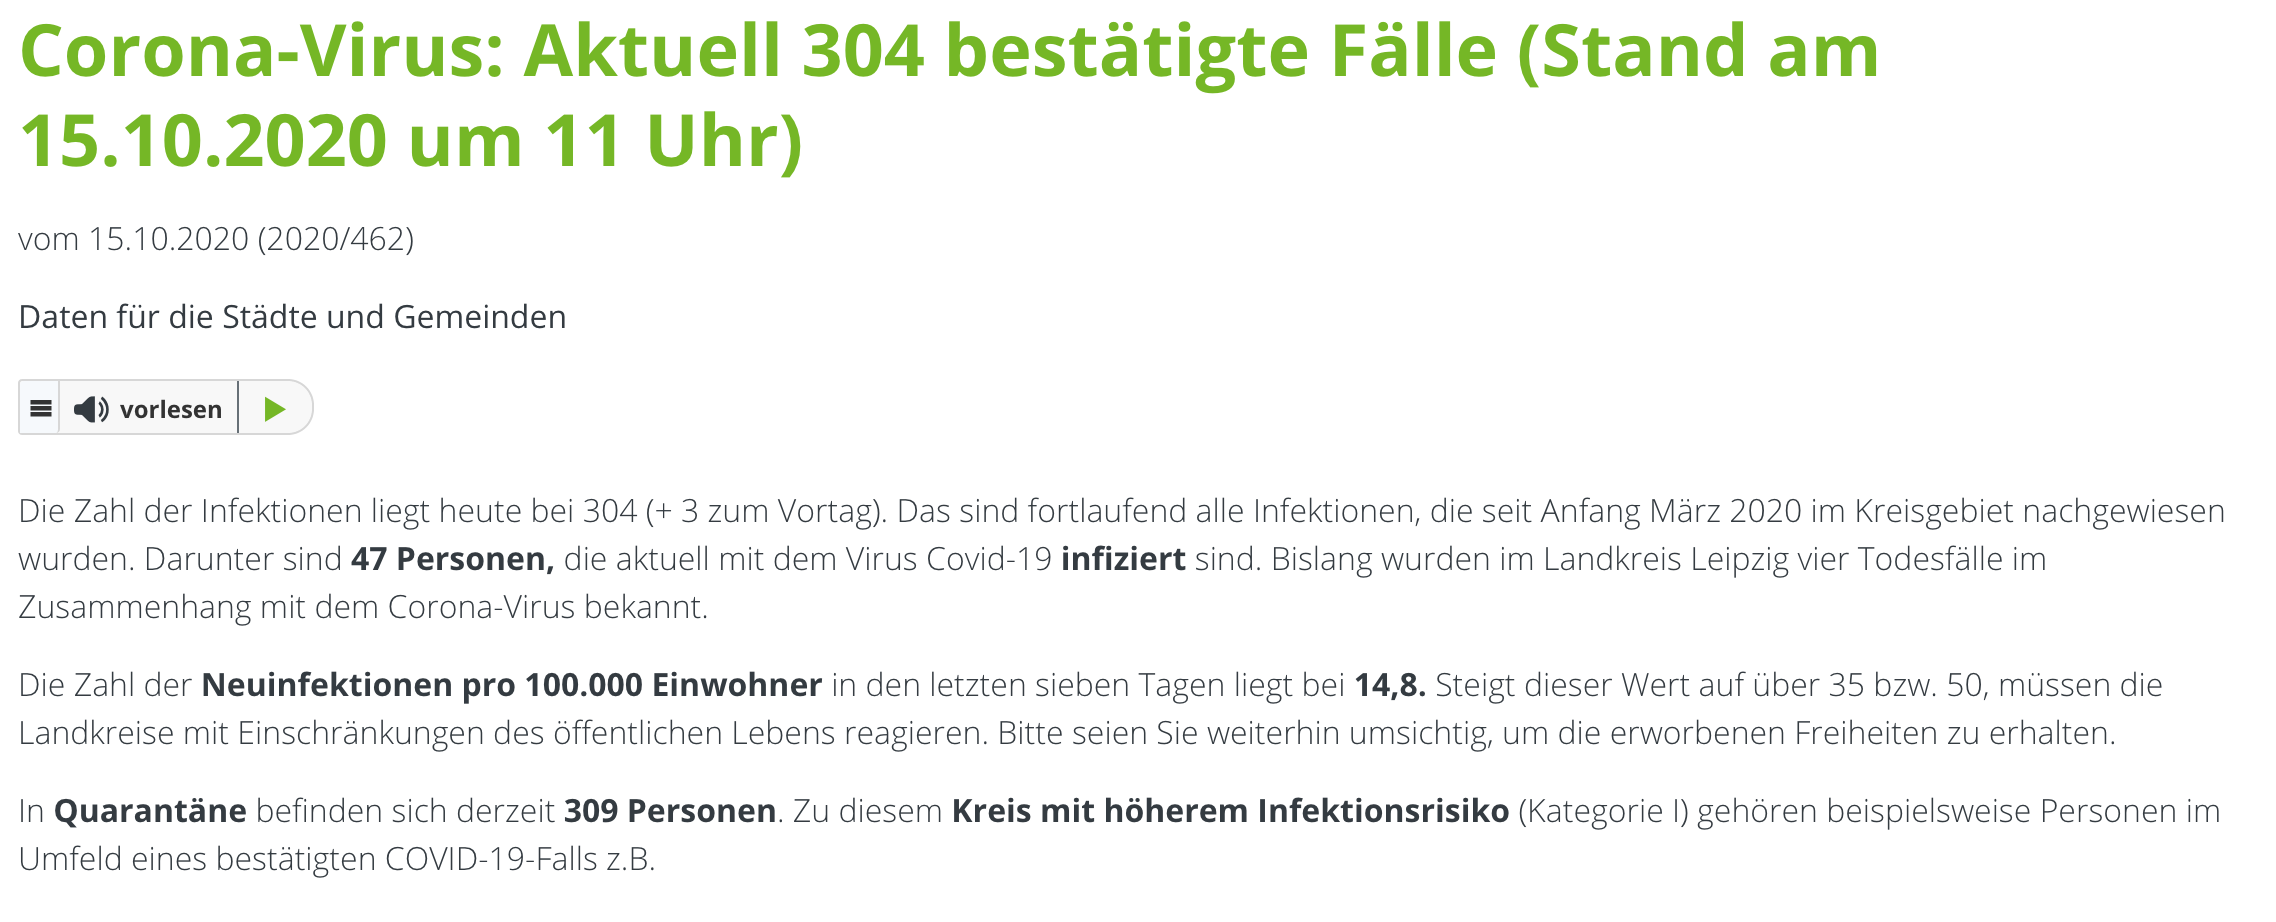 Corona-Virus: Aktuell 304 bestätigte Fälle (Stand am
15.10.2020 um 11 Uhr)
vom 15.10.2020 (2020/462)
Daten für die Städte und Gemeinden
vorlesen
Die Zahl der Infektionen liegt heute bei 304 (+ 3 zum Vortag). Das sind fortlaufend alle Infektionen, die seit Anfang März 2020 im Kreisgebiet nachgewiesen
wurden. Darunter sind 47 Personen, die aktuell mit dem Virus Covid-19 infiziert sind. Bislang wurden im Landkreis Leipzig vier Todesfälle im
Zusammenhang mit dem Corona-Virus bekannt.
Die Zahl der Neuinfektionen pro 100.000 Einwohner in den letzten sieben Tagen liegt bei 14,8. Steigt dieser Wert auf über 35 bzw. 50, müssen die
Landkreise mit Einschränkungen des öffentlichen Lebens reagieren. Bitte seien Sie weiterhin umsichtig, um die erworbenen Freiheiten zu erhalten.
In Quarantäne befinden sich derzeit 309 Personen. Zu diesem Kreis mit höherem Infektionsrisiko (Kategorie I) gehören beispielsweise Personen im
Umfeld eines bestätigten COVID-19-Falls z.B.